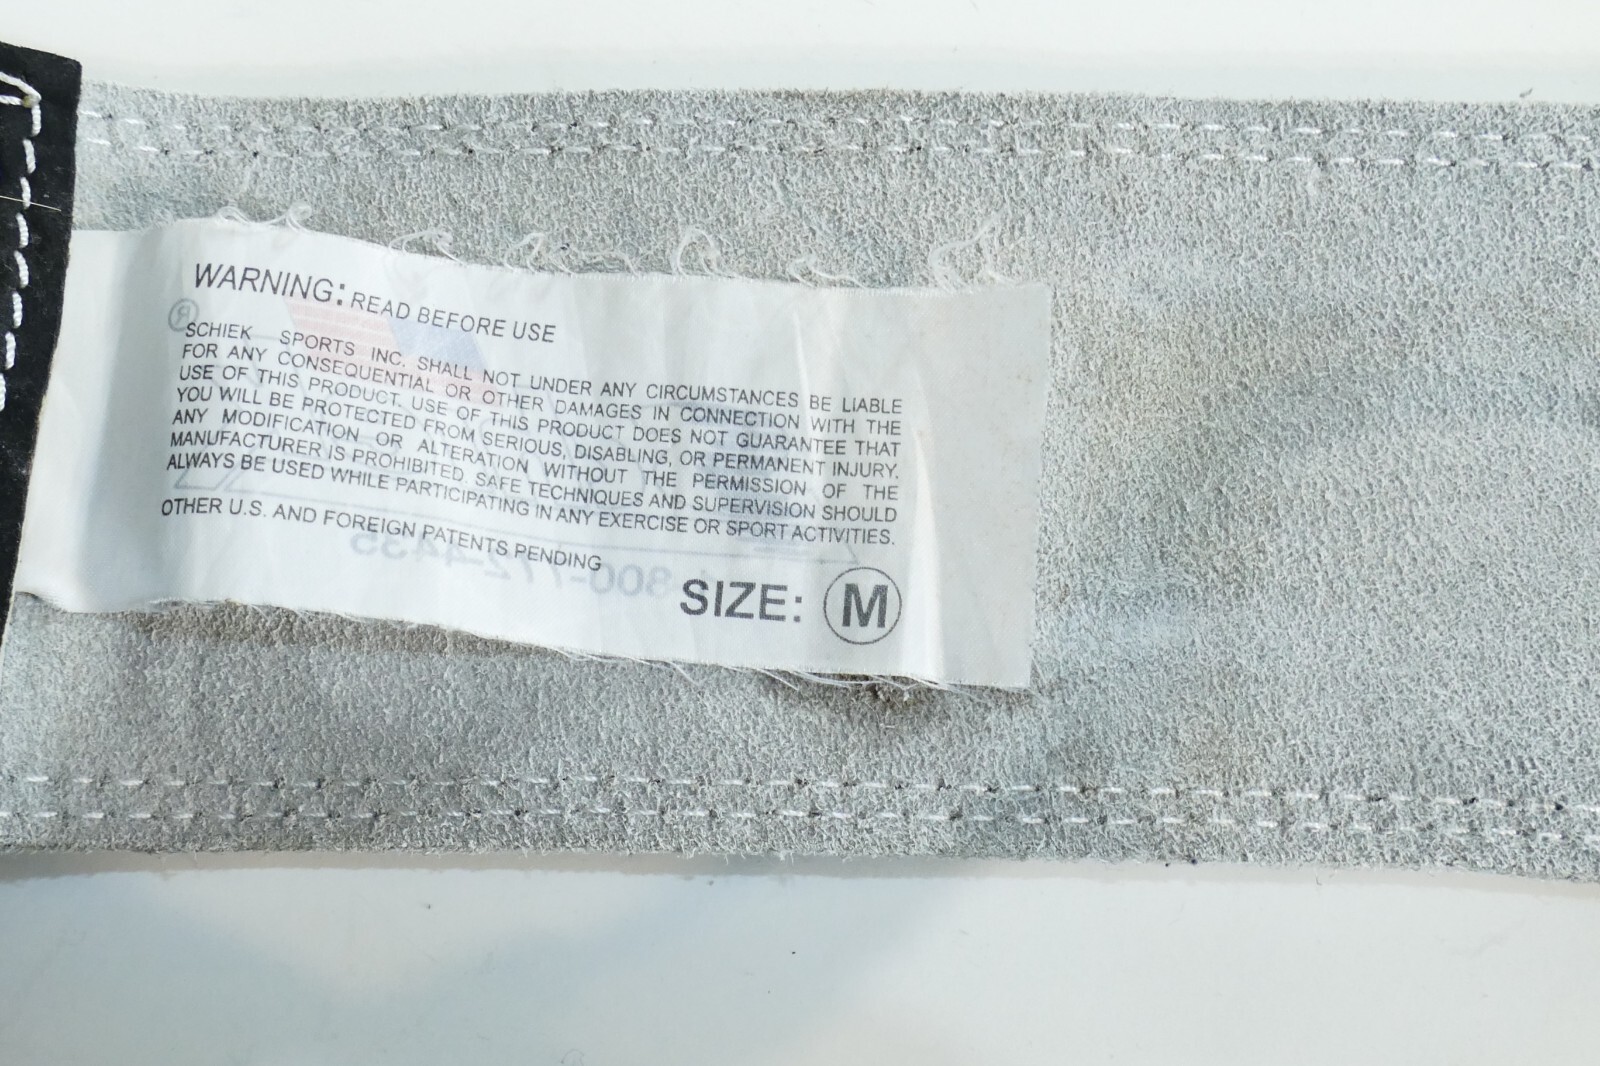 WARNING: READ BEFORE USE
®
SCHIEK SPORTS INC. SHALL NOT UNDER ANY CIRCUMSTANCES BE LIABLE
FOR ANY CONSEQUENTIAL OR OTHER DAMAGES IN CONNECTION WITH THE
USE OF THIS PRODUCT. USE OF THIS PRODUCT DOES NOT GUARANTEE THAT
YOU WILL BE PROTECTED FROM SERIOUS, DISABLING, OR PERMANENT INJURY.
ANY MODIFICATION OR ALTERATION WITHOUT THE PERMISSION OF THE
MANUFACTURER IS PROHIBITED. SAFE TECHNIQUES AND SUPERVISION SHOULD
ALWAYS BE USED WHILE PARTICIPATING IN ANY EXERCISE OR SPORT ACTIVITIES.
OTHER U.S. AND FOREIGN PATENTS PENDING
800-772-4435
SIZE: M